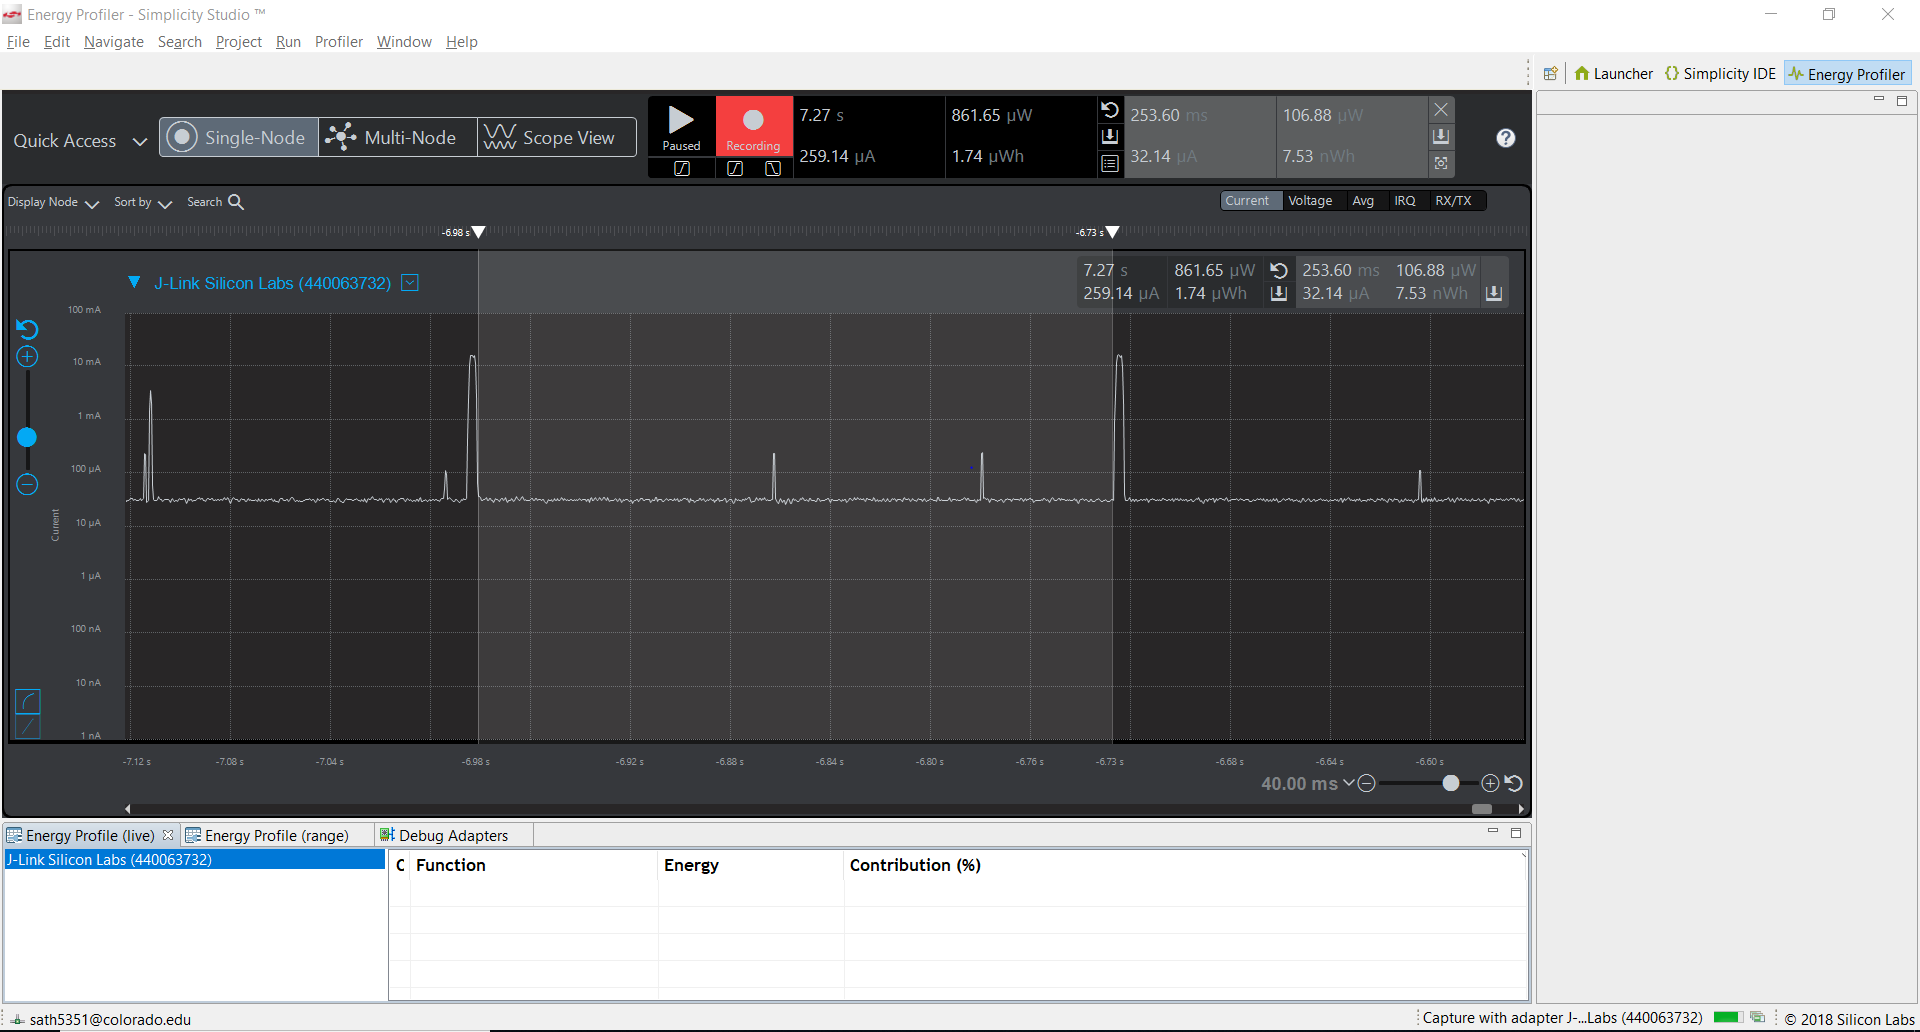 Energy Profiler - Simplicity Studio ™
File Edit Navigate Search Project Run Profiler Window Help
Launcher Simplicity IDE Energy Profiler
Quick Access Single-Node Multi-Node Scope View
Paused Recording
7.27 s 861.65 µW 253.60 ms 106.88 µW
259.14 µA 1.74 µWh 32.14 µA 7.53 nWh
Display Node Sort by Search
Current Voltage Avg IRQ RX/TX
-6.98 s -6.73 s
J-Link Silicon Labs (440063732)
7.27 s 861.65 µW 253.60 ms 106.88 µW
259.14 µA 1.74 µWh 32.14 µA 7.53 nWh
100 mA
10 mA
1 mA
100 µA
10 µA
1 µA
100 nA
10 nA
1 nA
Current
-7.12 s -7.08 s -7.04 s -6.98 s -6.92 s -6.88 s -6.84 s -6.80 s -6.76 s -6.73 s -6.68 s -6.64 s -6.60 s
40.00 ms
Energy Profile (live) Energy Profile (range) Debug Adapters
J-Link Silicon Labs (440063732)
C Function Energy Contribution (%)
sath5351@colorado.edu
Capture with adapter J-...Labs (440063732)
© 2018 Silicon Labs